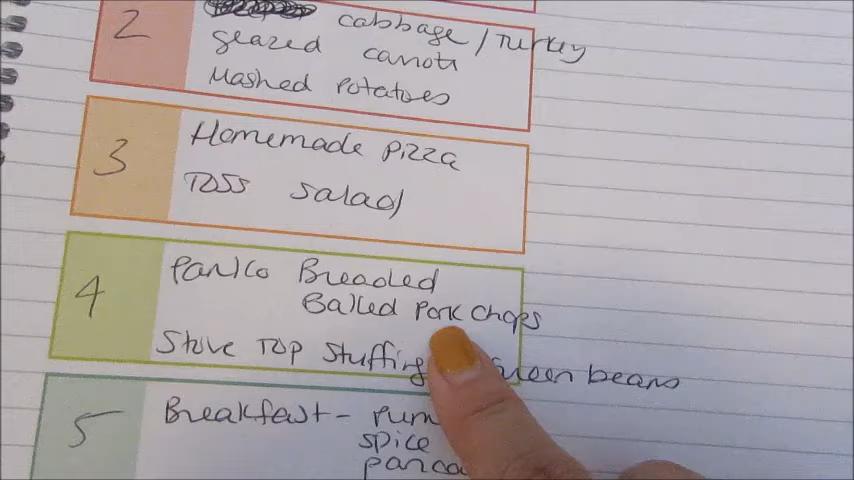 2
cabbage/Turkey
glazed carrots
Mashed Potatoes
3
Homemade Pizza
TOSS salad
4
Panko Breaded
Baked Pork Chops
Stove Top Stuffing Green beans
5
Breakfast -
spice